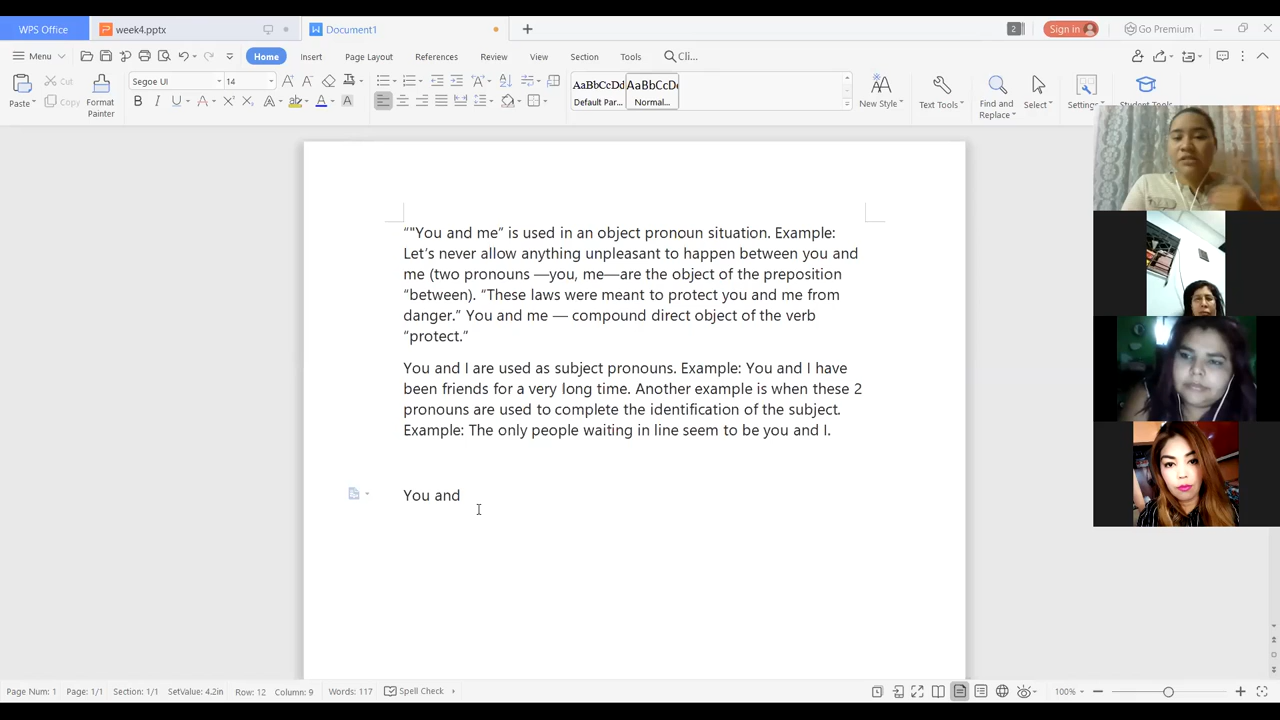 WPS Office
week4.pptx
Document1
2
Sign in
Go Premium
Menu
Home
Insert
Page Layout
References
Review
View
Section
Tools
Cli...
Paste
Cut
Copy
Format
Painter
Segoe UI
14
AaBbCcDd
AaBbCcDd
Default Par...
Normal...
New Style
Text Tools
Find and
Replace
Select
Settings
Student Tools
“"You and me” is used in an object pronoun situation. Example:
Let’s never allow anything unpleasant to happen between you and
me (two pronouns —you, me—are the object of the preposition
“between). “These laws were meant to protect you and me from
danger.” You and me — compound direct object of the verb
“protect.”
You and I are used as subject pronouns. Example: You and I have
been friends for a very long time. Another example is when these 2
pronouns are used to complete the identification of the subject.
Example: The only people waiting in line seem to be you and I.
You and
Page Num: 1
Page: 1/1
Section: 1/1
SetValue: 4.2in
Row: 12
Column: 9
Words: 117
Spell Check
100%